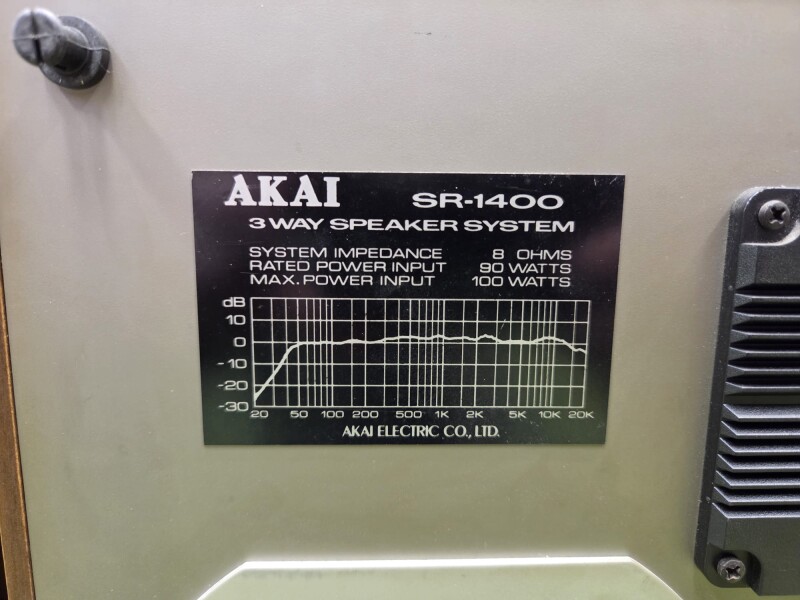 AKAI SR-1400
3 WAY SPEAKER SYSTEM
SYSTEM IMPEDANCE 8 OHMS
RATED POWER INPUT 90 WATTS
MAX. POWER INPUT 100 WATTS
dB
10
0
-10
-20
-30
20 50 100 200 500 1K 2K 5K 10K 20K
AKAI ELECTRIC CO., LTD.